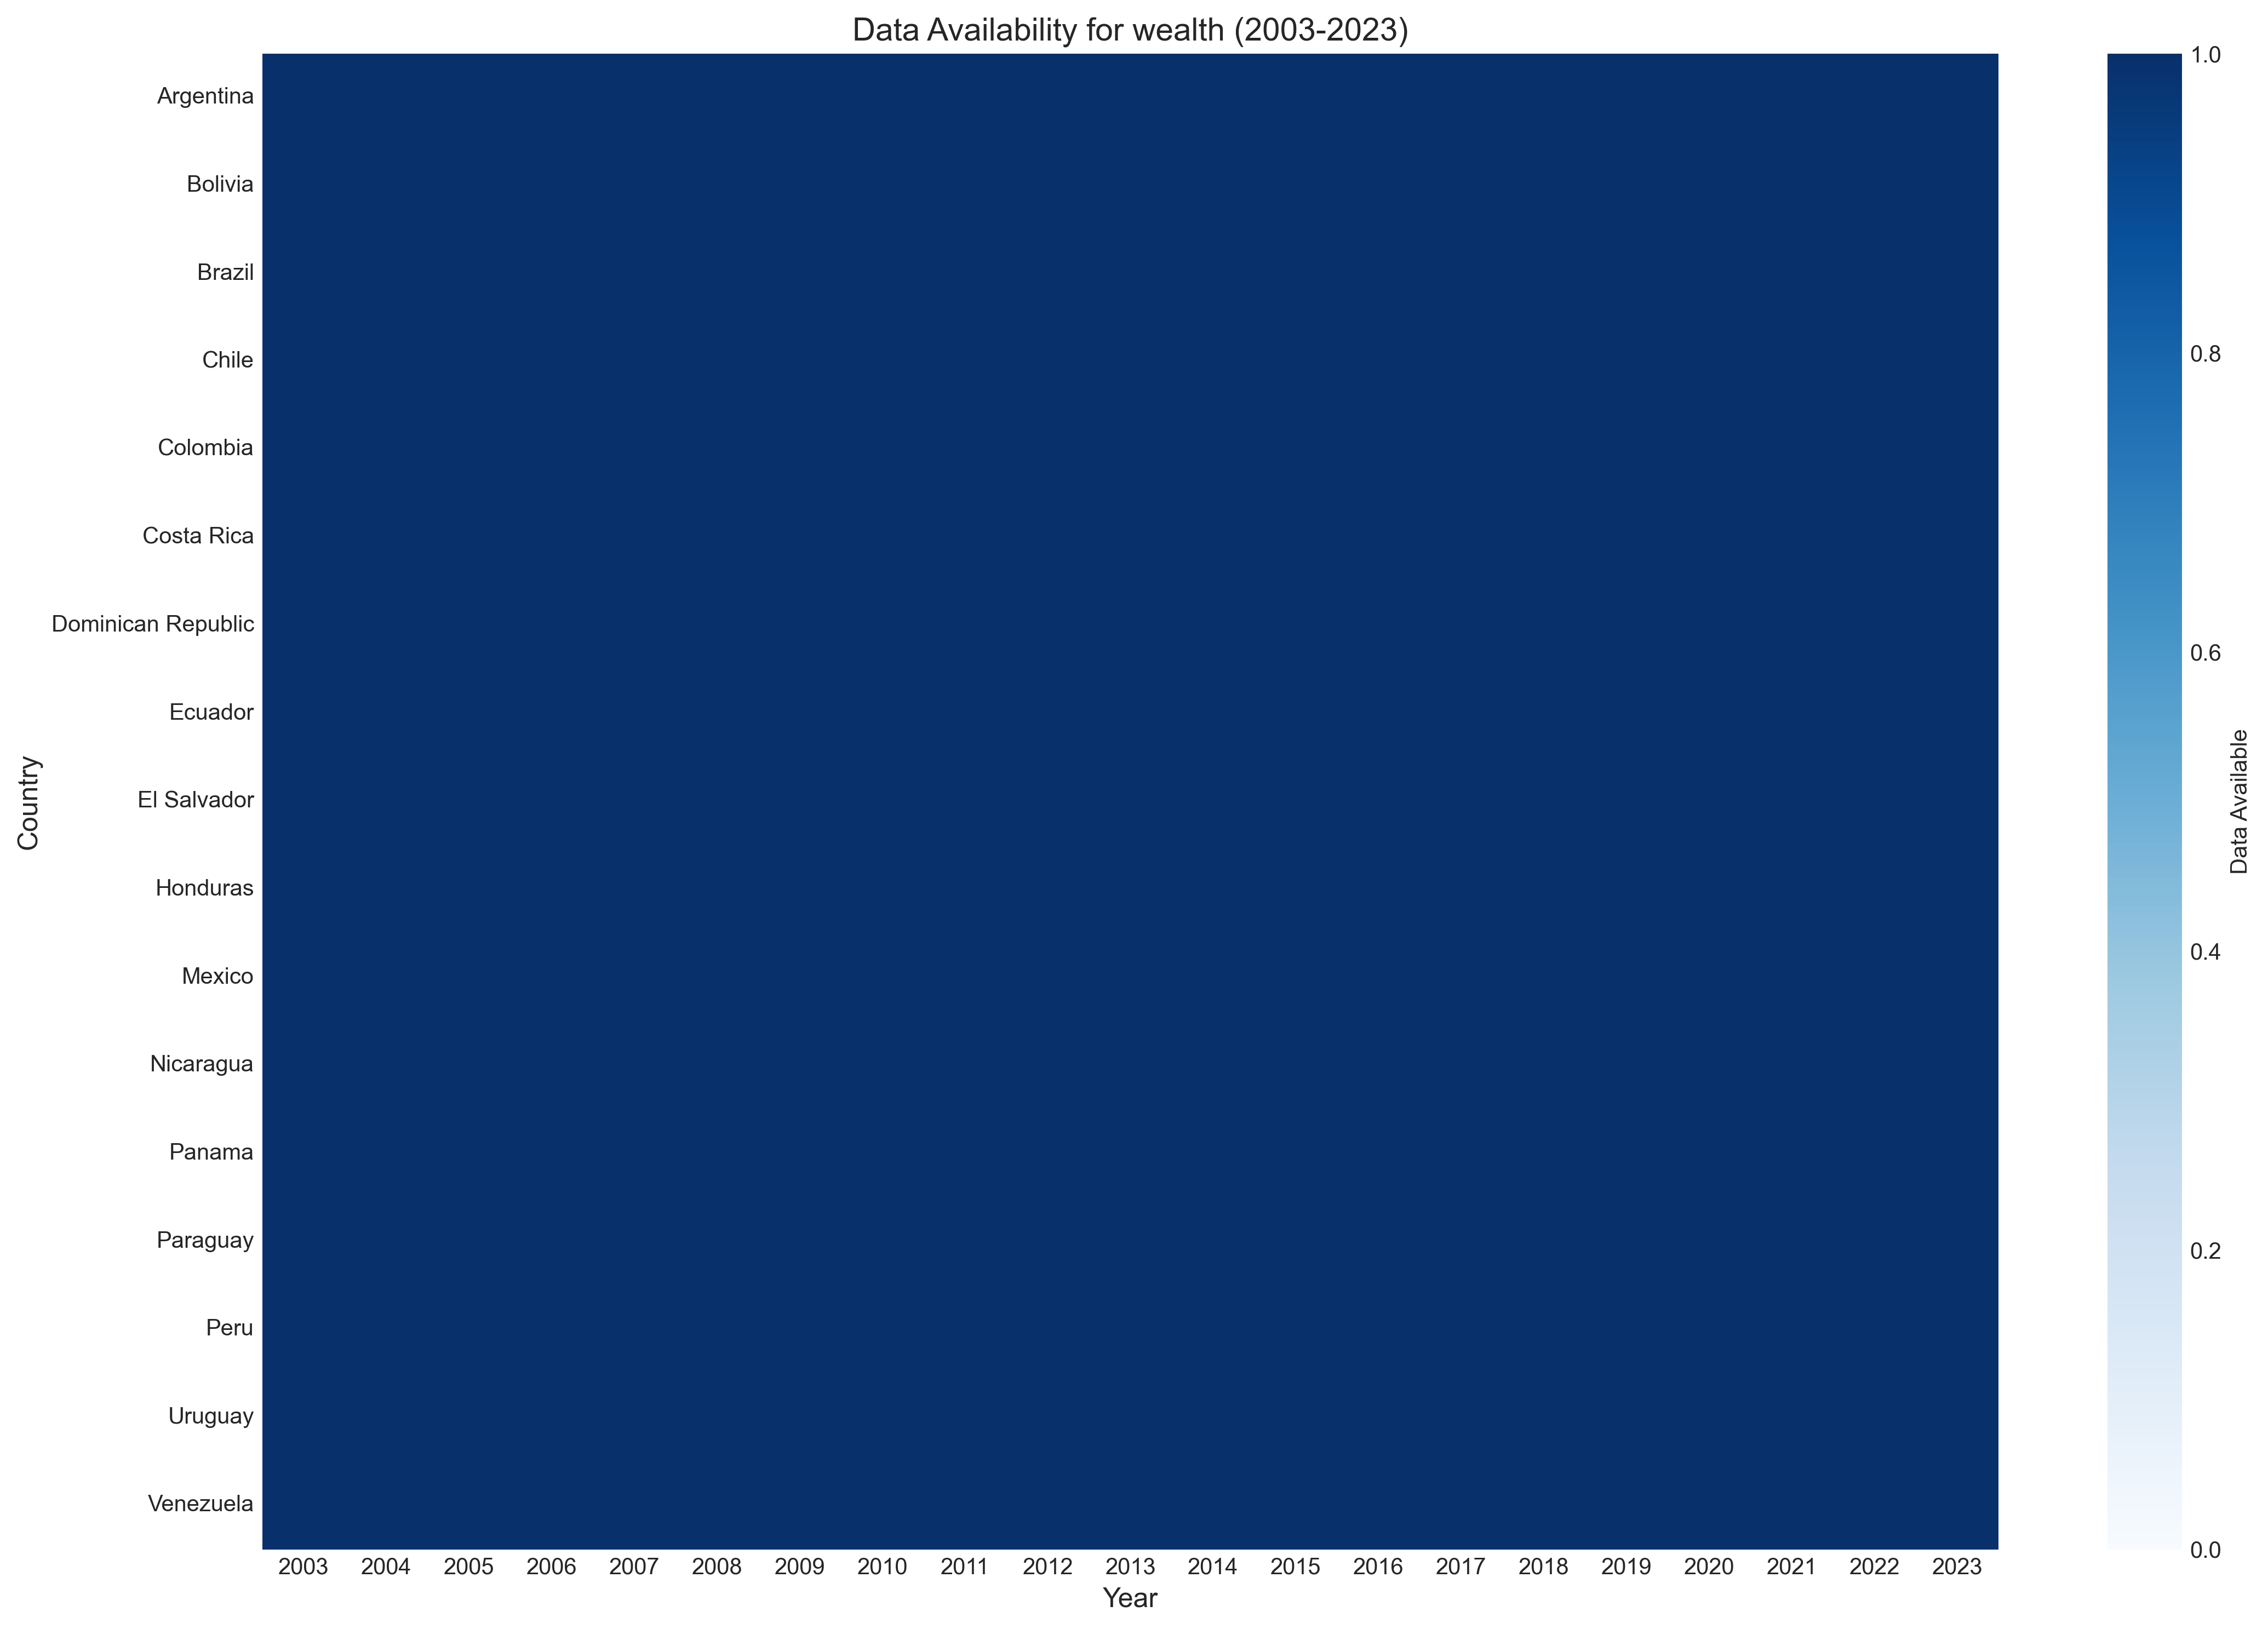 Data Availability for wealth (2003-2023)
Country
Argentina
Bolivia
Brazil
Chile
Colombia
Costa Rica
Dominican Republic
Ecuador
El Salvador
Honduras
Mexico
Nicaragua
Panama
Paraguay
Peru
Uruguay
Venezuela
2003 2004 2005 2006 2007 2008 2009 2010 2011 2012 2013 2014 2015 2016 2017 2018 2019 2020 2021 2022 2023
Year
1.0
0.8
0.6
0.4
0.2
0.0
Data Available